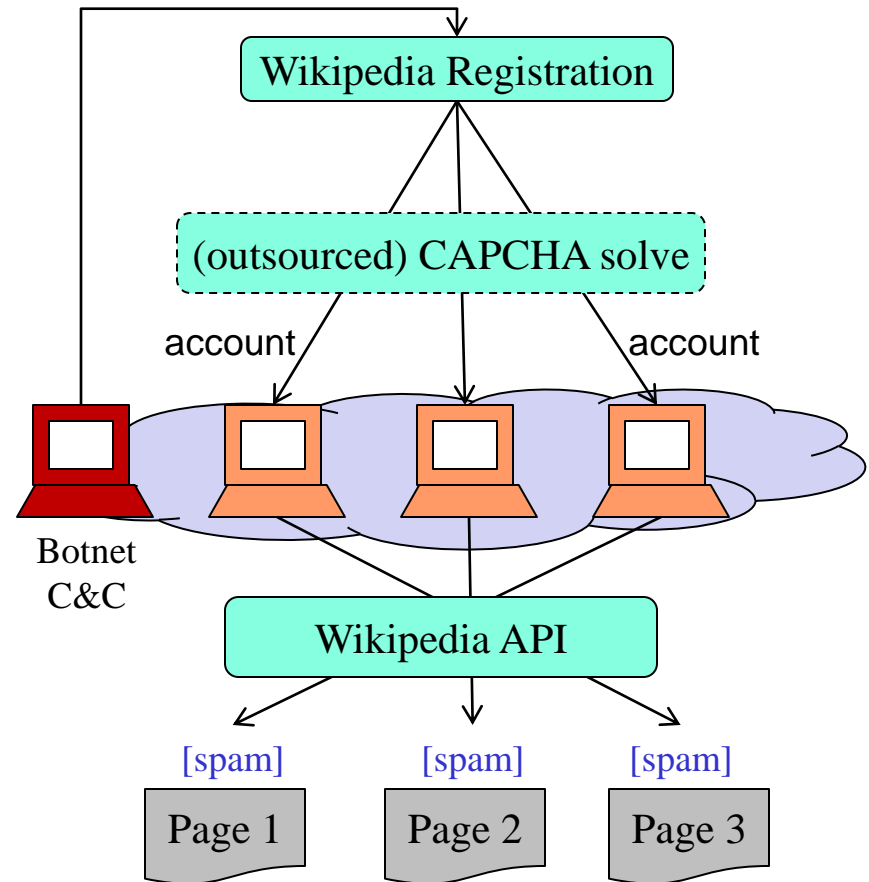 Wikipedia Registration
(outsourced) CAPCHA solve
account
account
Botnet
C&C
Wikipedia API
[spam]
[spam]
[spam]
Page 1
Page 2
Page 3